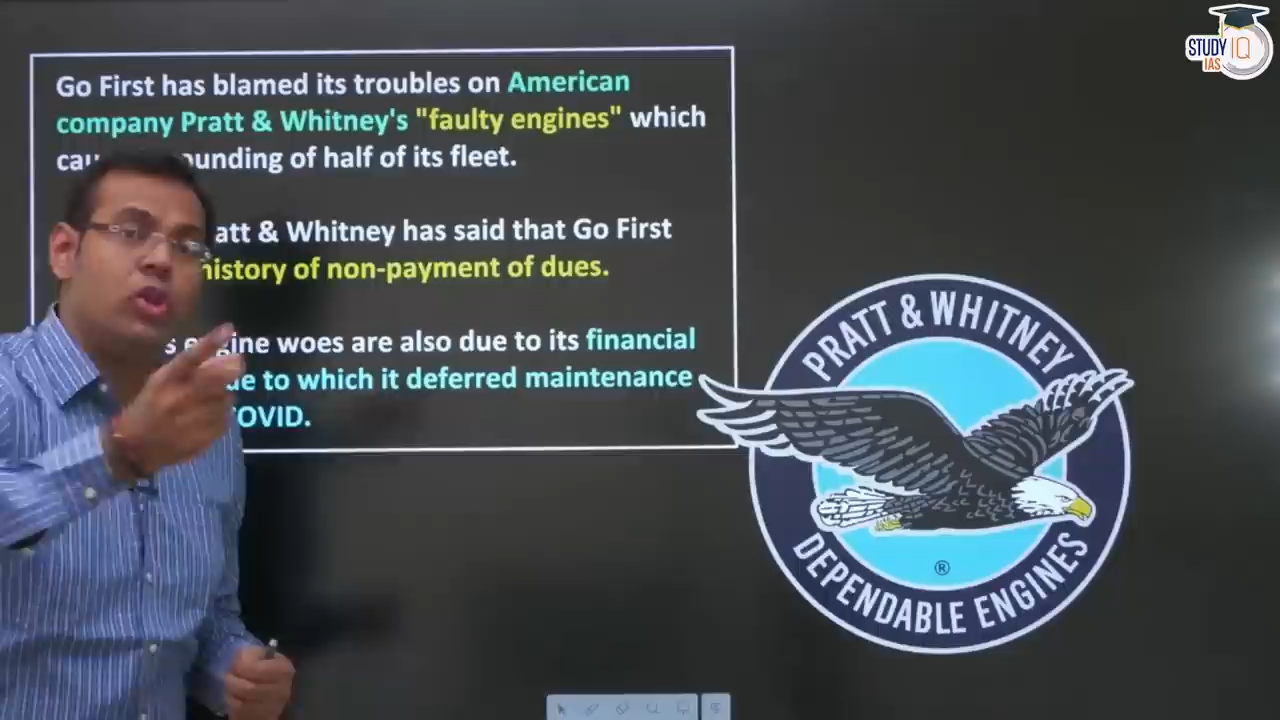 Go First has blamed its troubles on American
company Pratt & Whitney's "faulty engines" which
unding of half of its fleet.
att & Whitney has said that Go First
history of non-payment of dues.
s engine woes are also due to its financial
to which it deferred maintenance
OVID.
PRATT & WHITNEY
DEPENDABLE ENGINES
®
STUDY IQ
IAS